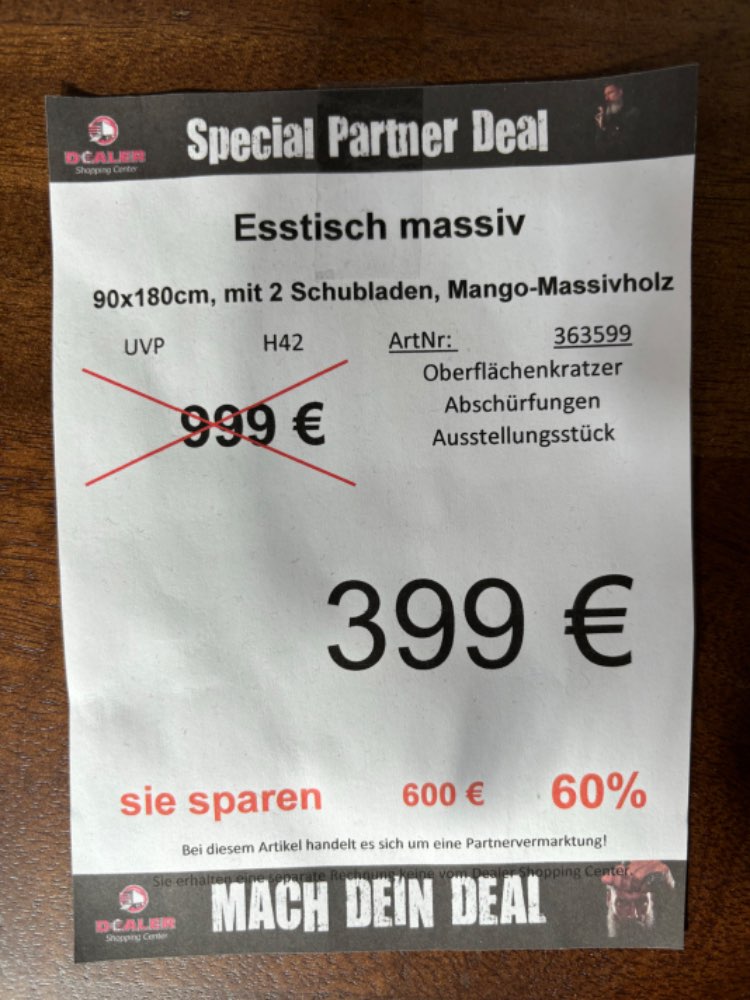 DEALER
Shopping Center
Special Partner Deal
Esstisch massiv
90x180cm, mit 2 Schubladen, Mango-Massivholz
UVP H42 ArtNr: 363599
Oberflächenkratzer
Abschürfungen
999 €
Ausstellungsstück
399 €
sie sparen 600 € 60%
Bei diesem Artikel handelt es sich um eine Partnervermarktung!
Sie erhalten eine separate Rechnung keine vom Dealer Shopping Center.
DEALER
Shopping Center
MACH DEIN DEAL